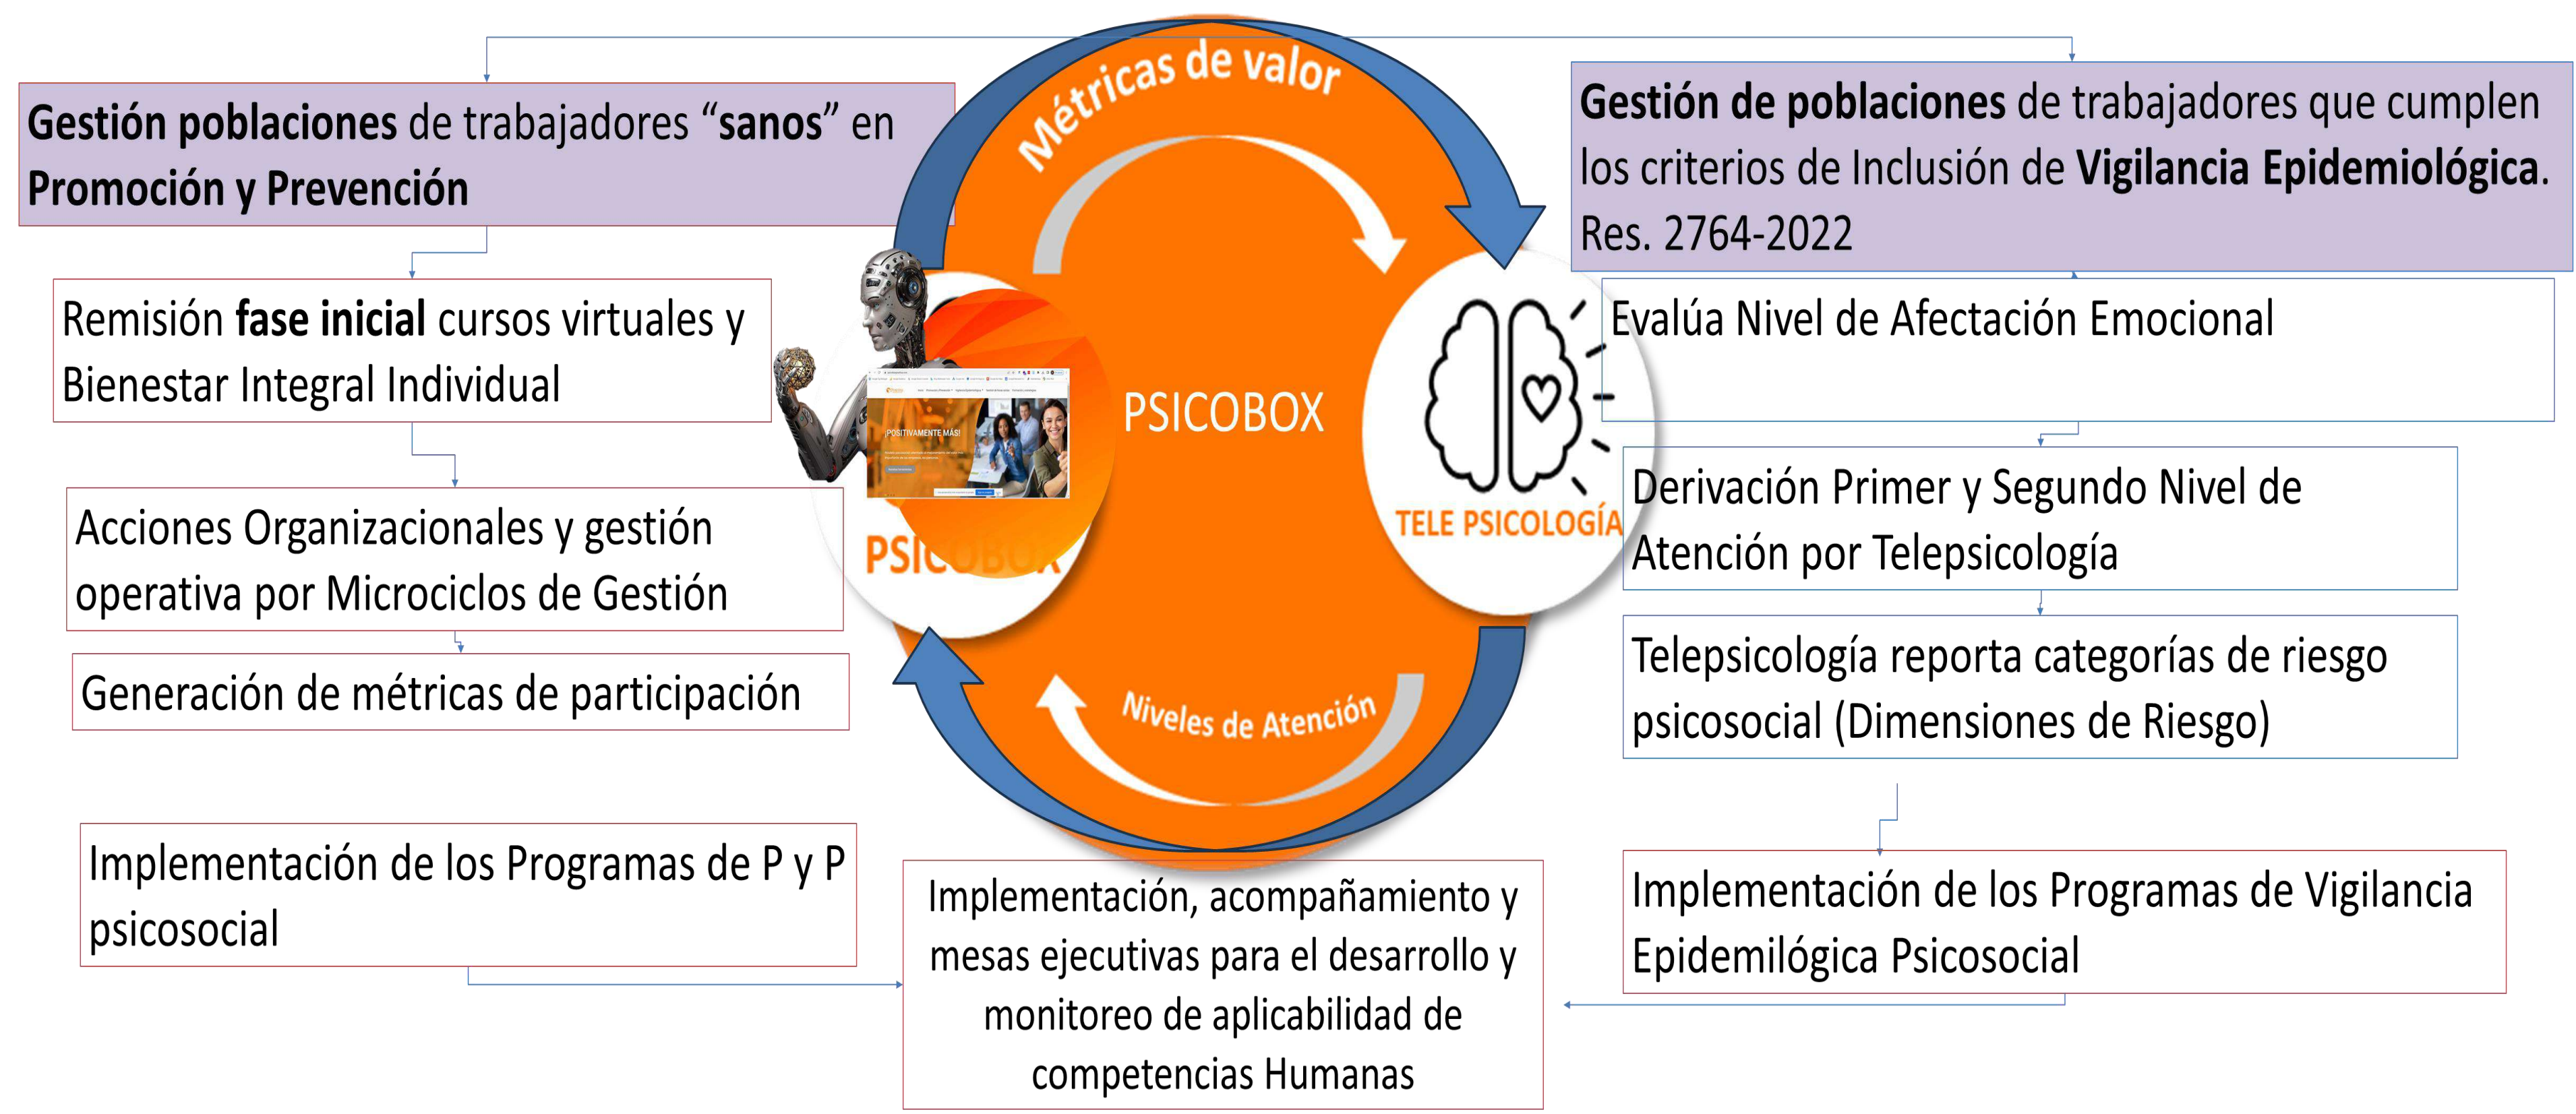 Gestión poblaciones de trabajadores “sanos” en
Promoción y Prevención
Remisión fase inicial cursos virtuales y
Bienestar Integral Individual
Acciones Organizacionales y gestión
operativa por Microciclos de Gestión
Generación de métricas de participación
Implementación de los Programas de P y P
psicosocial
Métricas de valor
PSICOBOX
¡POSITIVAMENTE MÁS!
PSICOBOX
TELE PSICOLOGÍA
Niveles de Atención
Implementación, acompañamiento y
mesas ejecutivas para el desarrollo y
monitoreo de aplicabilidad de
competencias Humanas
Gestión de poblaciones de trabajadores que cumplen
los criterios de Inclusión de Vigilancia Epidemiológica.
Res. 2764-2022
Evalúa Nivel de Afectación Emocional
Derivación Primer y Segundo Nivel de
Atención por Telepsicología
Telepsicología reporta categorías de riesgo
psicosocial (Dimensiones de Riesgo)
Implementación de los Programas de Vigilancia
Epidemilógica Psicosocial